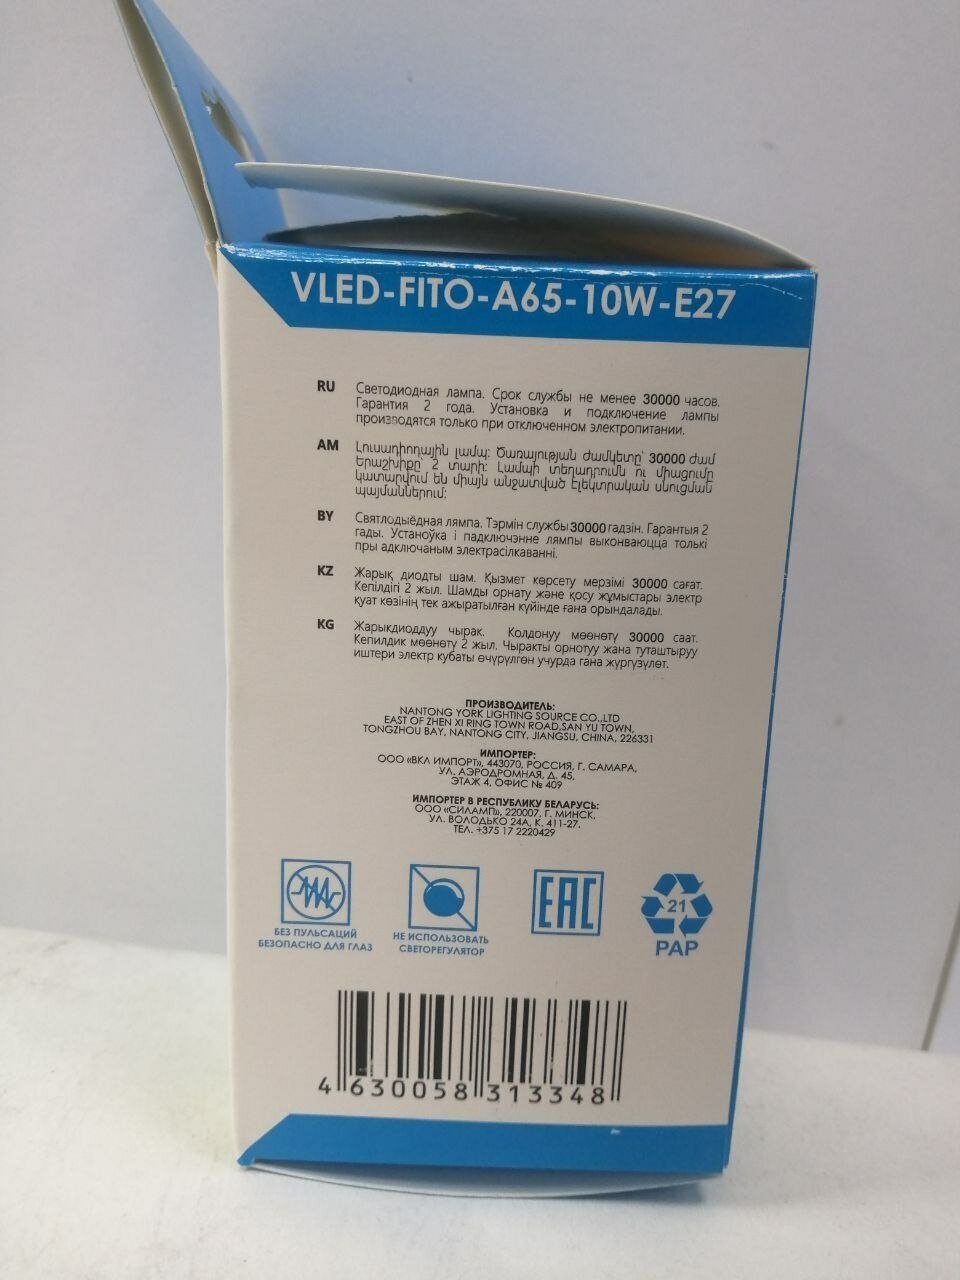 VLED-FITO-A65-10W-E27
RU Светодиодная лампа. Срок службы не менее 30000 часов.
Гарантия 2 года. Установка и подключение лампы
производятся только при отключенном электропитании.
AM Լուսադիոդային լամպ: Ծառայության ժամկետը՝ 30000 ժամ
Երաշխիքը՝ 2 տարի: Լամպի տեղադրումն ու միացումը
կատարվում են միայն անջատված էլեկտրական սնուցման
պայմաններում:
BY Святлодыёдная лямпа. Тэрмін службы 30000 гадзін. Гарантыя 2
гады. Устаноўка і падключэнне лямпы выконваюцца толькі
пры адключаным электрасілкаванні.
KZ Жарық диодты шам. Қызмет көрсету мерзімі 30000 сағат.
Кепілдігі 2 жыл. Шамды орнату және қосу жұмыстары электр
қуат көзінің тек ажыратылған күйінде ғана орындалады.
KG Жарыкдиоддуу чырак. Колдонуу мөөнөтү 30000 саат.
Кепилдик мөөнөтү 2 жыл. Чыракты орнотуу жана туташтыруу
иштери электр кубаты өчүрүлгөн учурда гана жүргүзүлөт.
ПРОИЗВОДИТЕЛЬ:
NANTONG YORK LIGHTING SOURCE CO.,LTD
EAST OF ZHEN XI RING TOWN ROAD,SAN YU TOWN,
TONGZHOU BAY, NANTONG CITY, JIANGSU, CHINA, 226331
ИМПОРТЕР:
ООО «ВКЛ ИМПОРТ», 443070, РОССИЯ, Г. САМАРА,
УЛ. АЭРОДРОМНАЯ, Д. 45,
ЭТАЖ 4, ОФИС № 409
ИМПОРТЕР В РЕСПУБЛИКУ БЕЛАРУСЬ:
ООО «СИЛАМП», 220007, Г. МИНСК,
УЛ. ВОЛОДЬКО 24А, К. 411-27.
ТЕЛ. +375 17 2220429
БЕЗ ПУЛЬСАЦИЙ
БЕЗОПАСНО ДЛЯ ГЛАЗ
НЕ ИСПОЛЬЗОВАТЬ
СВЕТОРЕГУЛЯТОР
EAC
21
PAP
4 630058 313348